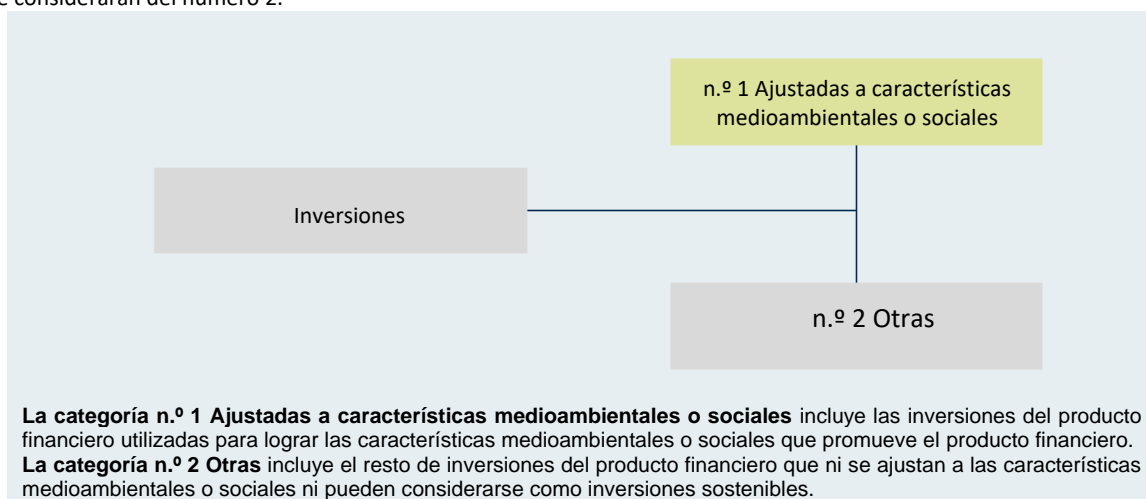 considerarán del número 2.
n.º 1 Ajustadas a características
medioambientales o sociales
Inversiones
n.º 2 Otras
La categoría n.º 1 Ajustadas a características medioambientales o sociales incluye las inversiones del producto
financiero utilizadas para lograr las características medioambientales o sociales que promueve el producto financiero.
La categoría n.º 2 Otras incluye el resto de inversiones del producto financiero que ni se ajustan a las características
medioambientales o sociales ni pueden considerarse como inversiones sostenibles.